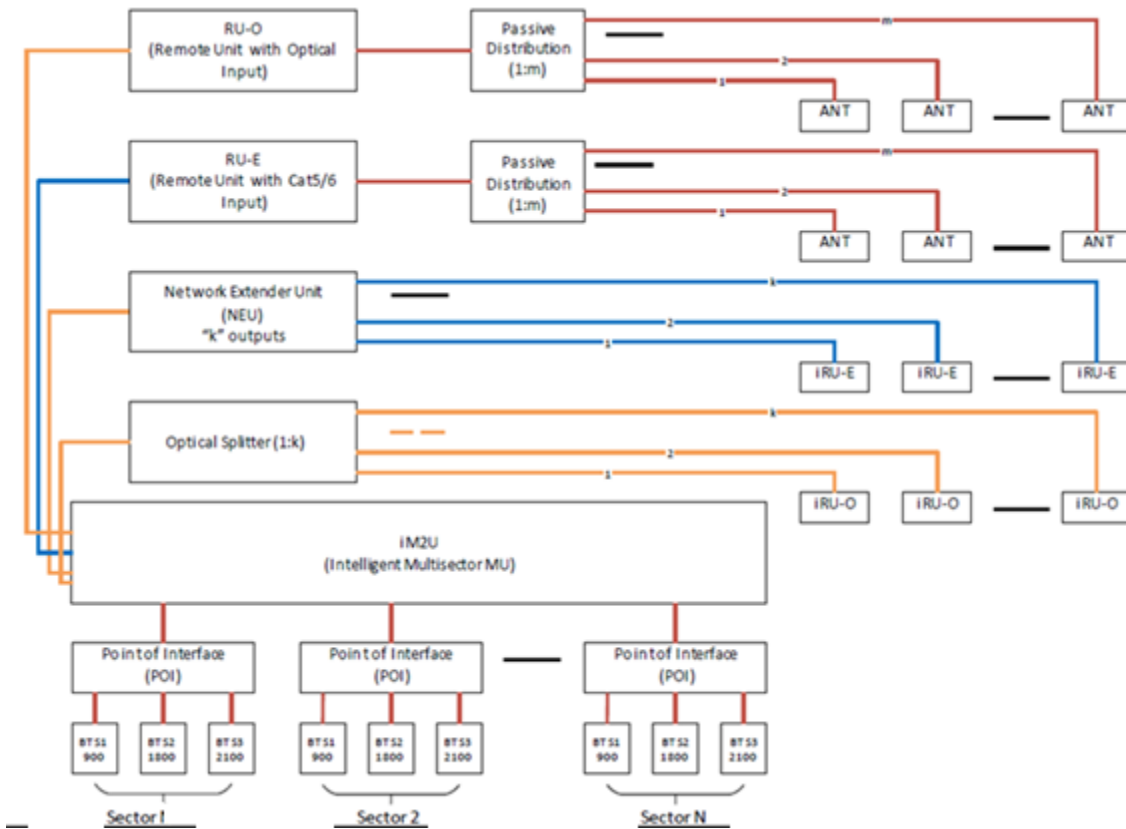 RU-O
(Remote Unit with Optical
Input)
Passive
Distribution
(1:m)
m
2
1
ANT
ANT
ANT
RU-E
(Remote Unit with Cat5/6
Input)
Passive
Distribution
(1:m)
m
2
1
ANT
ANT
ANT
Network Extender Unit
(NEU)
"k" outputs
k
2
1
iRU-E
iRU-E
iRU-E
Optical Splitter (1:k)
k
2
1
iRU-O
iRU-O
iRU-O
iM2U
(Intelligent Multisector MU)
Point of Interface
(POI)
Point of Interface
(POI)
Point of Interface
(POI)
BTS1
900
BTS2
1800
BTS3
2100
BTS1
900
BTS2
1800
BTS3
2100
BTS1
900
BTS2
1800
BTS3
2100
Sector 1
Sector 2
Sector N